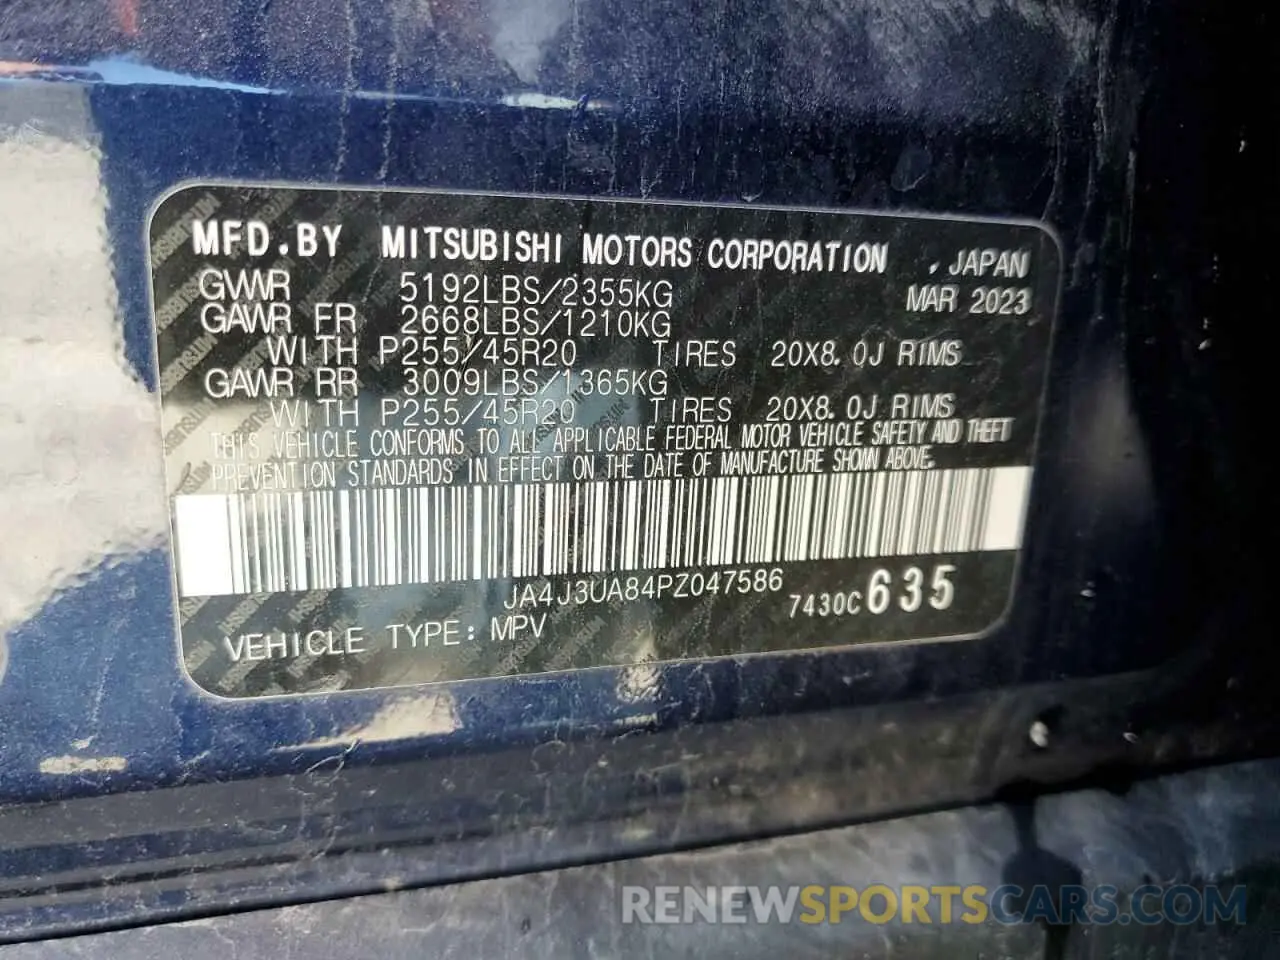 MFD.BY MITSUBISHI MOTORS CORPORATION , JAPAN
GVWR 5192LBS/2355KG MAR 2023
GAWR FR 2668LBS/1210KG
WITH P255/45R20 TIRES 20X8.0J RIMS
GAWR RR 3009LBS/1365KG
WITH P255/45R20 TIRES 20X8.0J RIMS
THIS VEHICLE CONFORMS TO ALL APPLICABLE FEDERAL MOTOR VEHICLE SAFETY AND THEFT
PREVENTION STANDARDS IN EFFECT ON THE DATE OF MANUFACTURE SHOWN ABOVE.
JA4J3UA84PZ047586 7430C635
VEHICLE TYPE: MPV
RENEWSPORTSCARS.COM